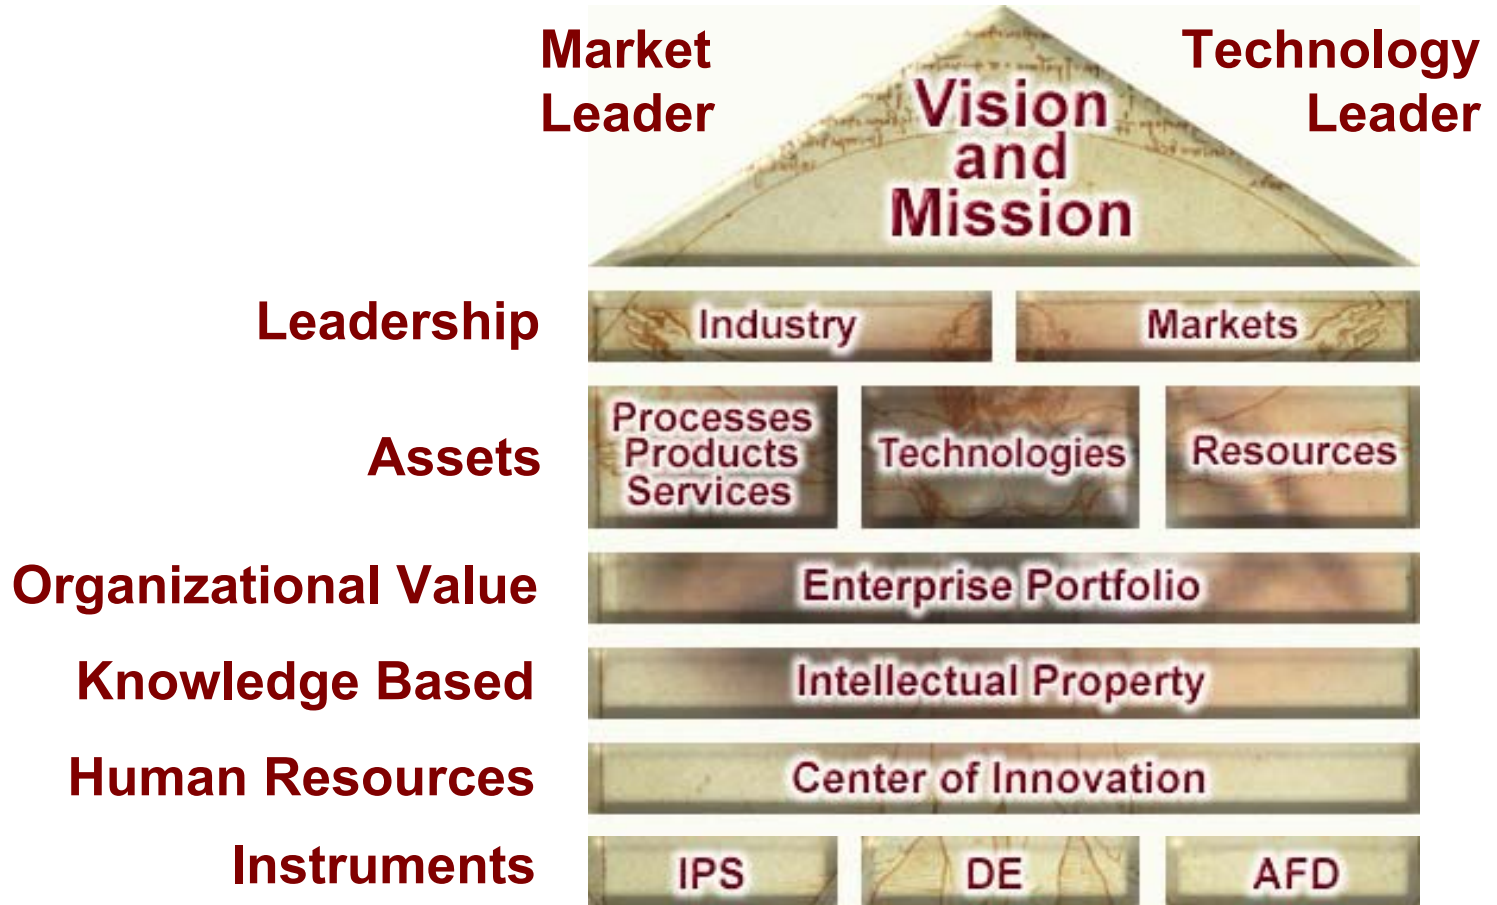 Market
Leader
Technology
Leader
Vision
and
Mission
Leadership
Industry
Markets
Assets
Processes
Products
Services
Technologies
Resources
Organizational Value
Enterprise Portfolio
Knowledge Based
Intellectual Property
Human Resources
Center of Innovation
Instruments
IPS
DE
AFD